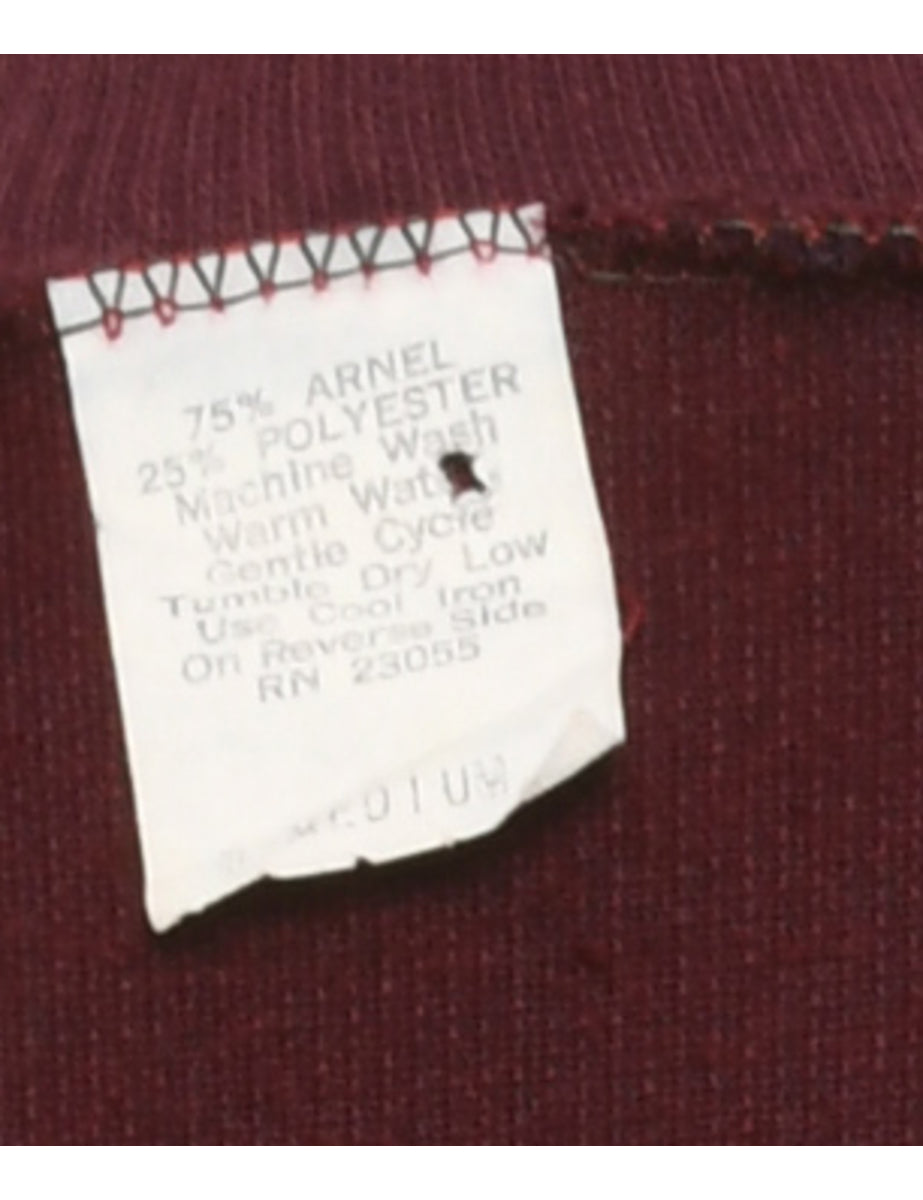 75% ARNEL
25% POLYESTER
Machine Wash
Warm
Gentle Cycle
Tumble Dry Low
Use Cool Iron
On Reverse Side
RN 23055